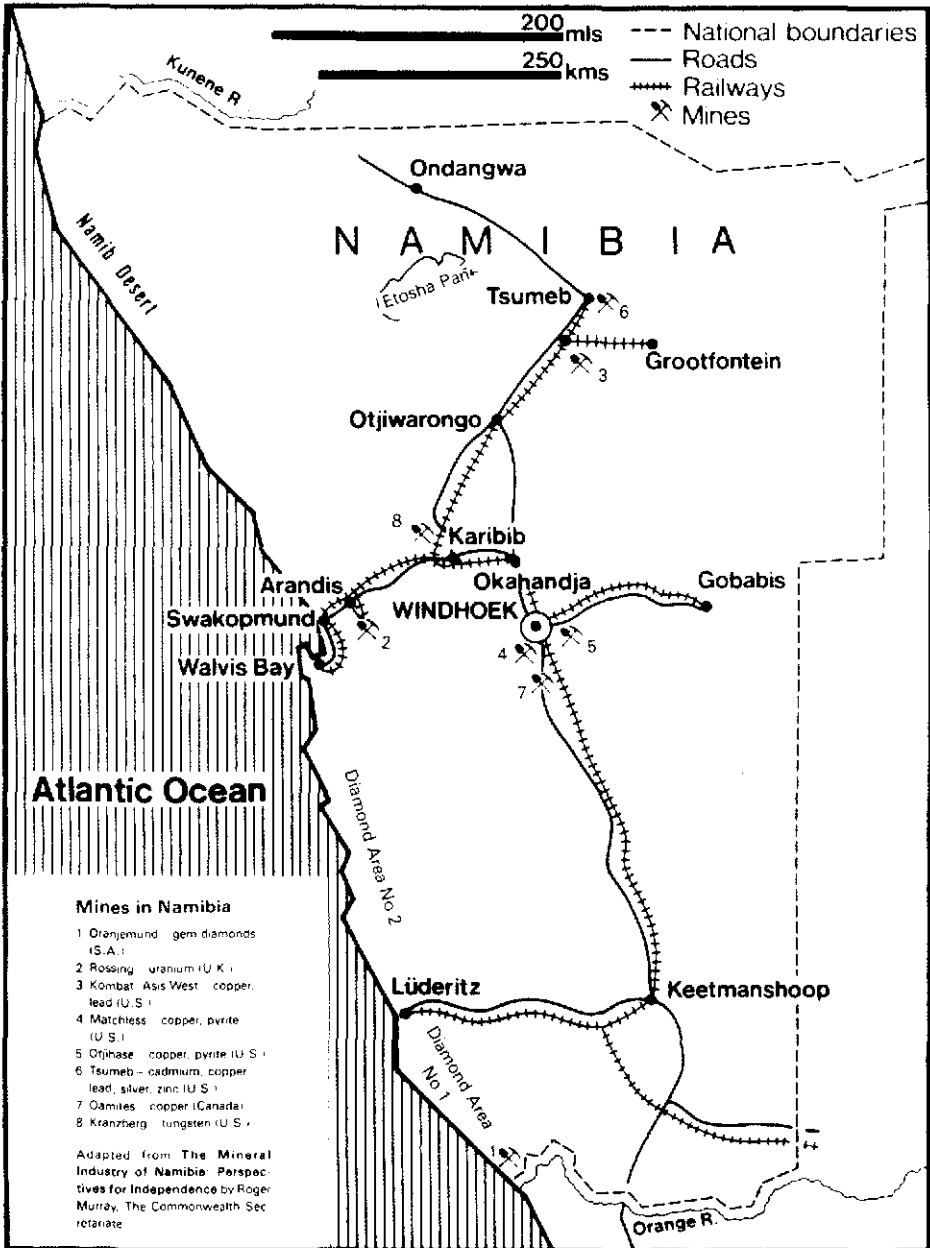 200 mls
250 kms
National boundaries
Roads
Railways
Mines
Kunene R.
Ondangwa
NAMIBIA
Namib Desert
Etosha Pan
Tsumeb
6
3
Grootfontein
Otjiwarongo
8
Karibib
Okahandja
Gobabis
Arandis
Swakopmund
WINDHOEK
2
4
5
Walvis Bay
7
Atlantic Ocean
Diamond Area No 2
Mines in Namibia
1 Oranjemund gem diamonds
(S.A.)
2 Rossing uranium (U.K.)
3 Kombat Asis West copper,
lead (U.S.)
4 Matchless copper, pyrite
(U.S.)
5 Otjihase copper, pyrite (U.S.)
6 Tsumeb – cadmium, copper
lead, silver, zinc (U.S.)
7 Oamites copper (Canada)
8 Kranzberg tungsten (U.S.)
Adapted from The Mineral
Industry of Namibia: Perspec-
tives for Independence by Roger
Murray, The Commonwealth Sec
retariate
Lüderitz
Keetmanshoop
Diamond Area
No 1
1
Orange R.